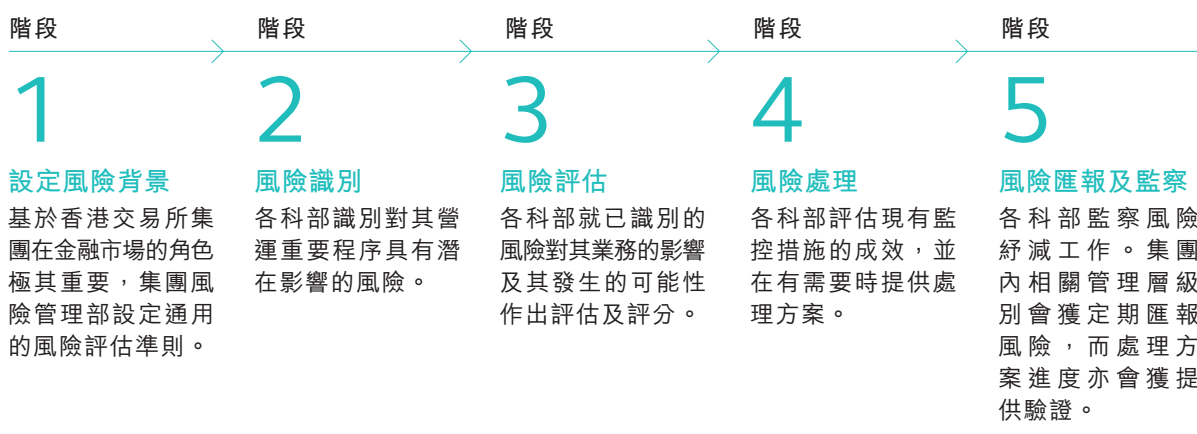 階段
1
設定風險背景
基於香港交易所集
團在金融市場的角色
極其重要，集團風
險管理部設定通用
的風險評估準則。
階段
2
風險識別
各科部識別對其營
運重要程序具有潛
在影響的風險。
階段
3
風險評估
各科部就已識別的
風險對其業務的影響
及其發生的可能性
作出評估及評分。
階段
4
風險處理
各科部評估現有監
控措施的成效，並
在有需要時提供處
理方案。
階段
5
風險匯報及監察
各科部監察風險
紓減工作。集團
內相關管理層級
別會獲定期匯報
風險，而處理方
案進度亦會獲提
供驗證。